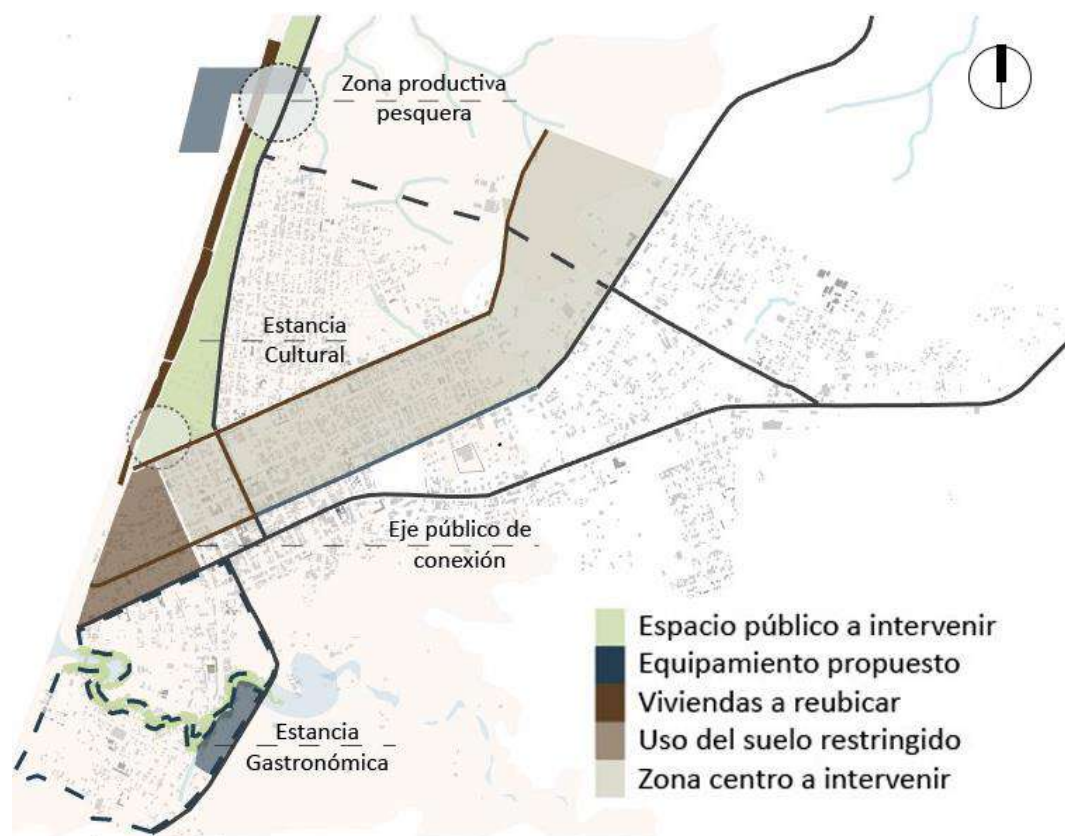 Zona productiva
pesquera
Estancia
Cultural
Eje público de
conexión
Estancia
Gastronómica
Espacio público a intervenir
Equipamiento propuesto
Viviendas a reubicar
Uso del suelo restringido
Zona centro a intervenir